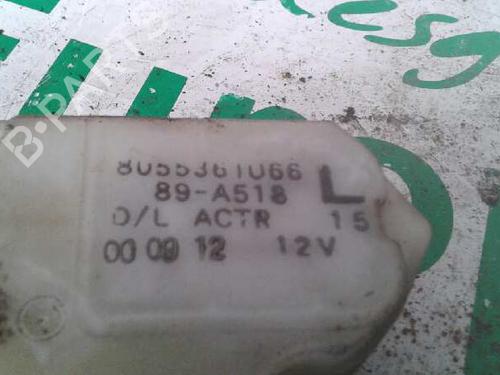 B-PARTS
8055361066
89-A518 L
D/L ACTR 15
00 09 12 12V